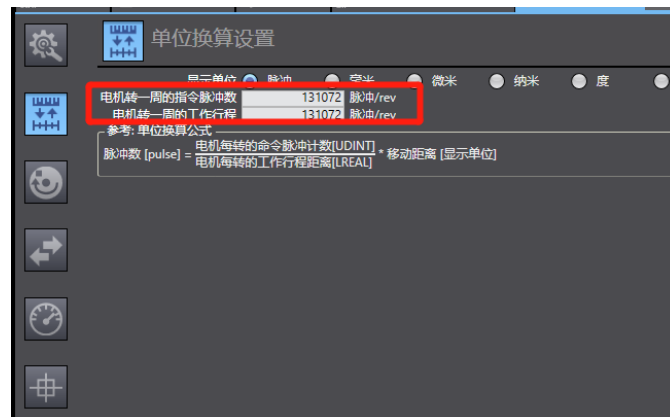 单位换算设置
显示单位 脉冲 毫米 微米 纳米 度
电机转一周的指令脉冲数 131072 脉冲/rev
电机转一周的工作行程 131072 脉冲/rev
参考: 单位换算公式
脉冲数 [pulse] = 电机每转的命令脉冲计数[UDINT] * 移动距离 [显示单位]
电机每转的工作行程距离[LREAL]